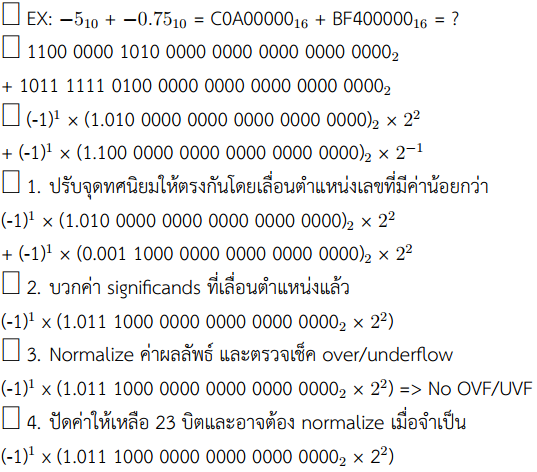 □ EX: −5₁₀ + −0.75₁₀ = C0A00000₁₆ + BF400000₁₆ = ?
□ 1100 0000 1010 0000 0000 0000 0000 0000₂
+ 1011 1111 0100 0000 0000 0000 0000 0000₂
□ (-1)¹ × (1.010 0000 0000 0000 0000 0000)₂ × 2²
+ (-1)¹ × (1.100 0000 0000 0000 0000 0000)₂ × 2⁻¹
□ 1. ปรับจุดทศนิยมให้ตรงกันโดยเลื่อนตำแหน่งเลขที่มีค่าน้อยกว่า
(-1)¹ × (1.010 0000 0000 0000 0000 0000)₂ × 2²
+ (-1)¹ × (0.001 1000 0000 0000 0000 0000)₂ × 2²
□ 2. บวกค่า significands ที่เลื่อนตำแหน่งแล้ว
(-1)¹ × (1.011 1000 0000 0000 0000 0000₂ × 2²)
□ 3. Normalize ค่าผลลัพธ์ และตรวจเช็ค over/underflow
(-1)¹ × (1.011 1000 0000 0000 0000 0000₂ × 2²) => No OVF/UVF
□ 4. ปัดค่าให้เหลือ 23 บิตและอาจต้อง normalize เมื่อจำเป็น
(-1)¹ × (1.011 1000 0000 0000 0000 0000₂ × 2²)